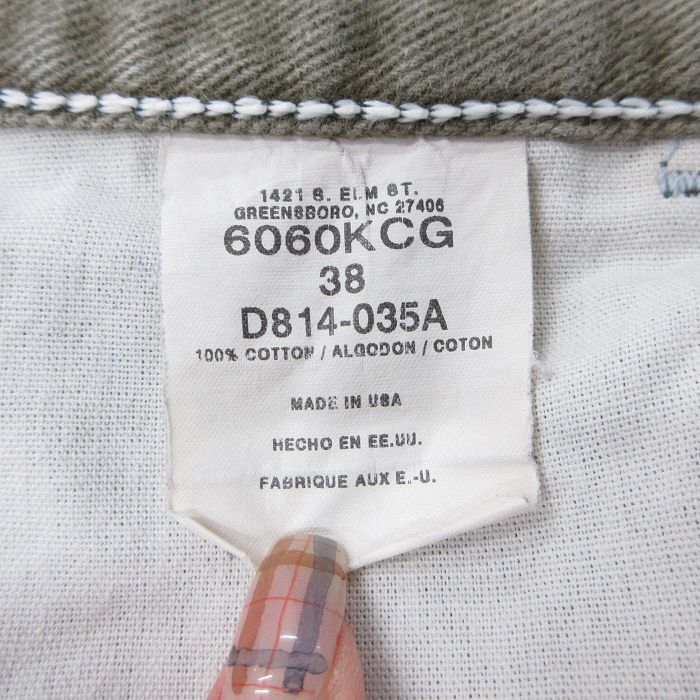 1421 S. ELM ST.
GREENSBORO, NC 27406
6060KCG
38
D814-035A
100% COTTON / ALGODON / COTON
MADE IN USA
HECHO EN EE.UU.
FABRIQUE AUX E.-U.